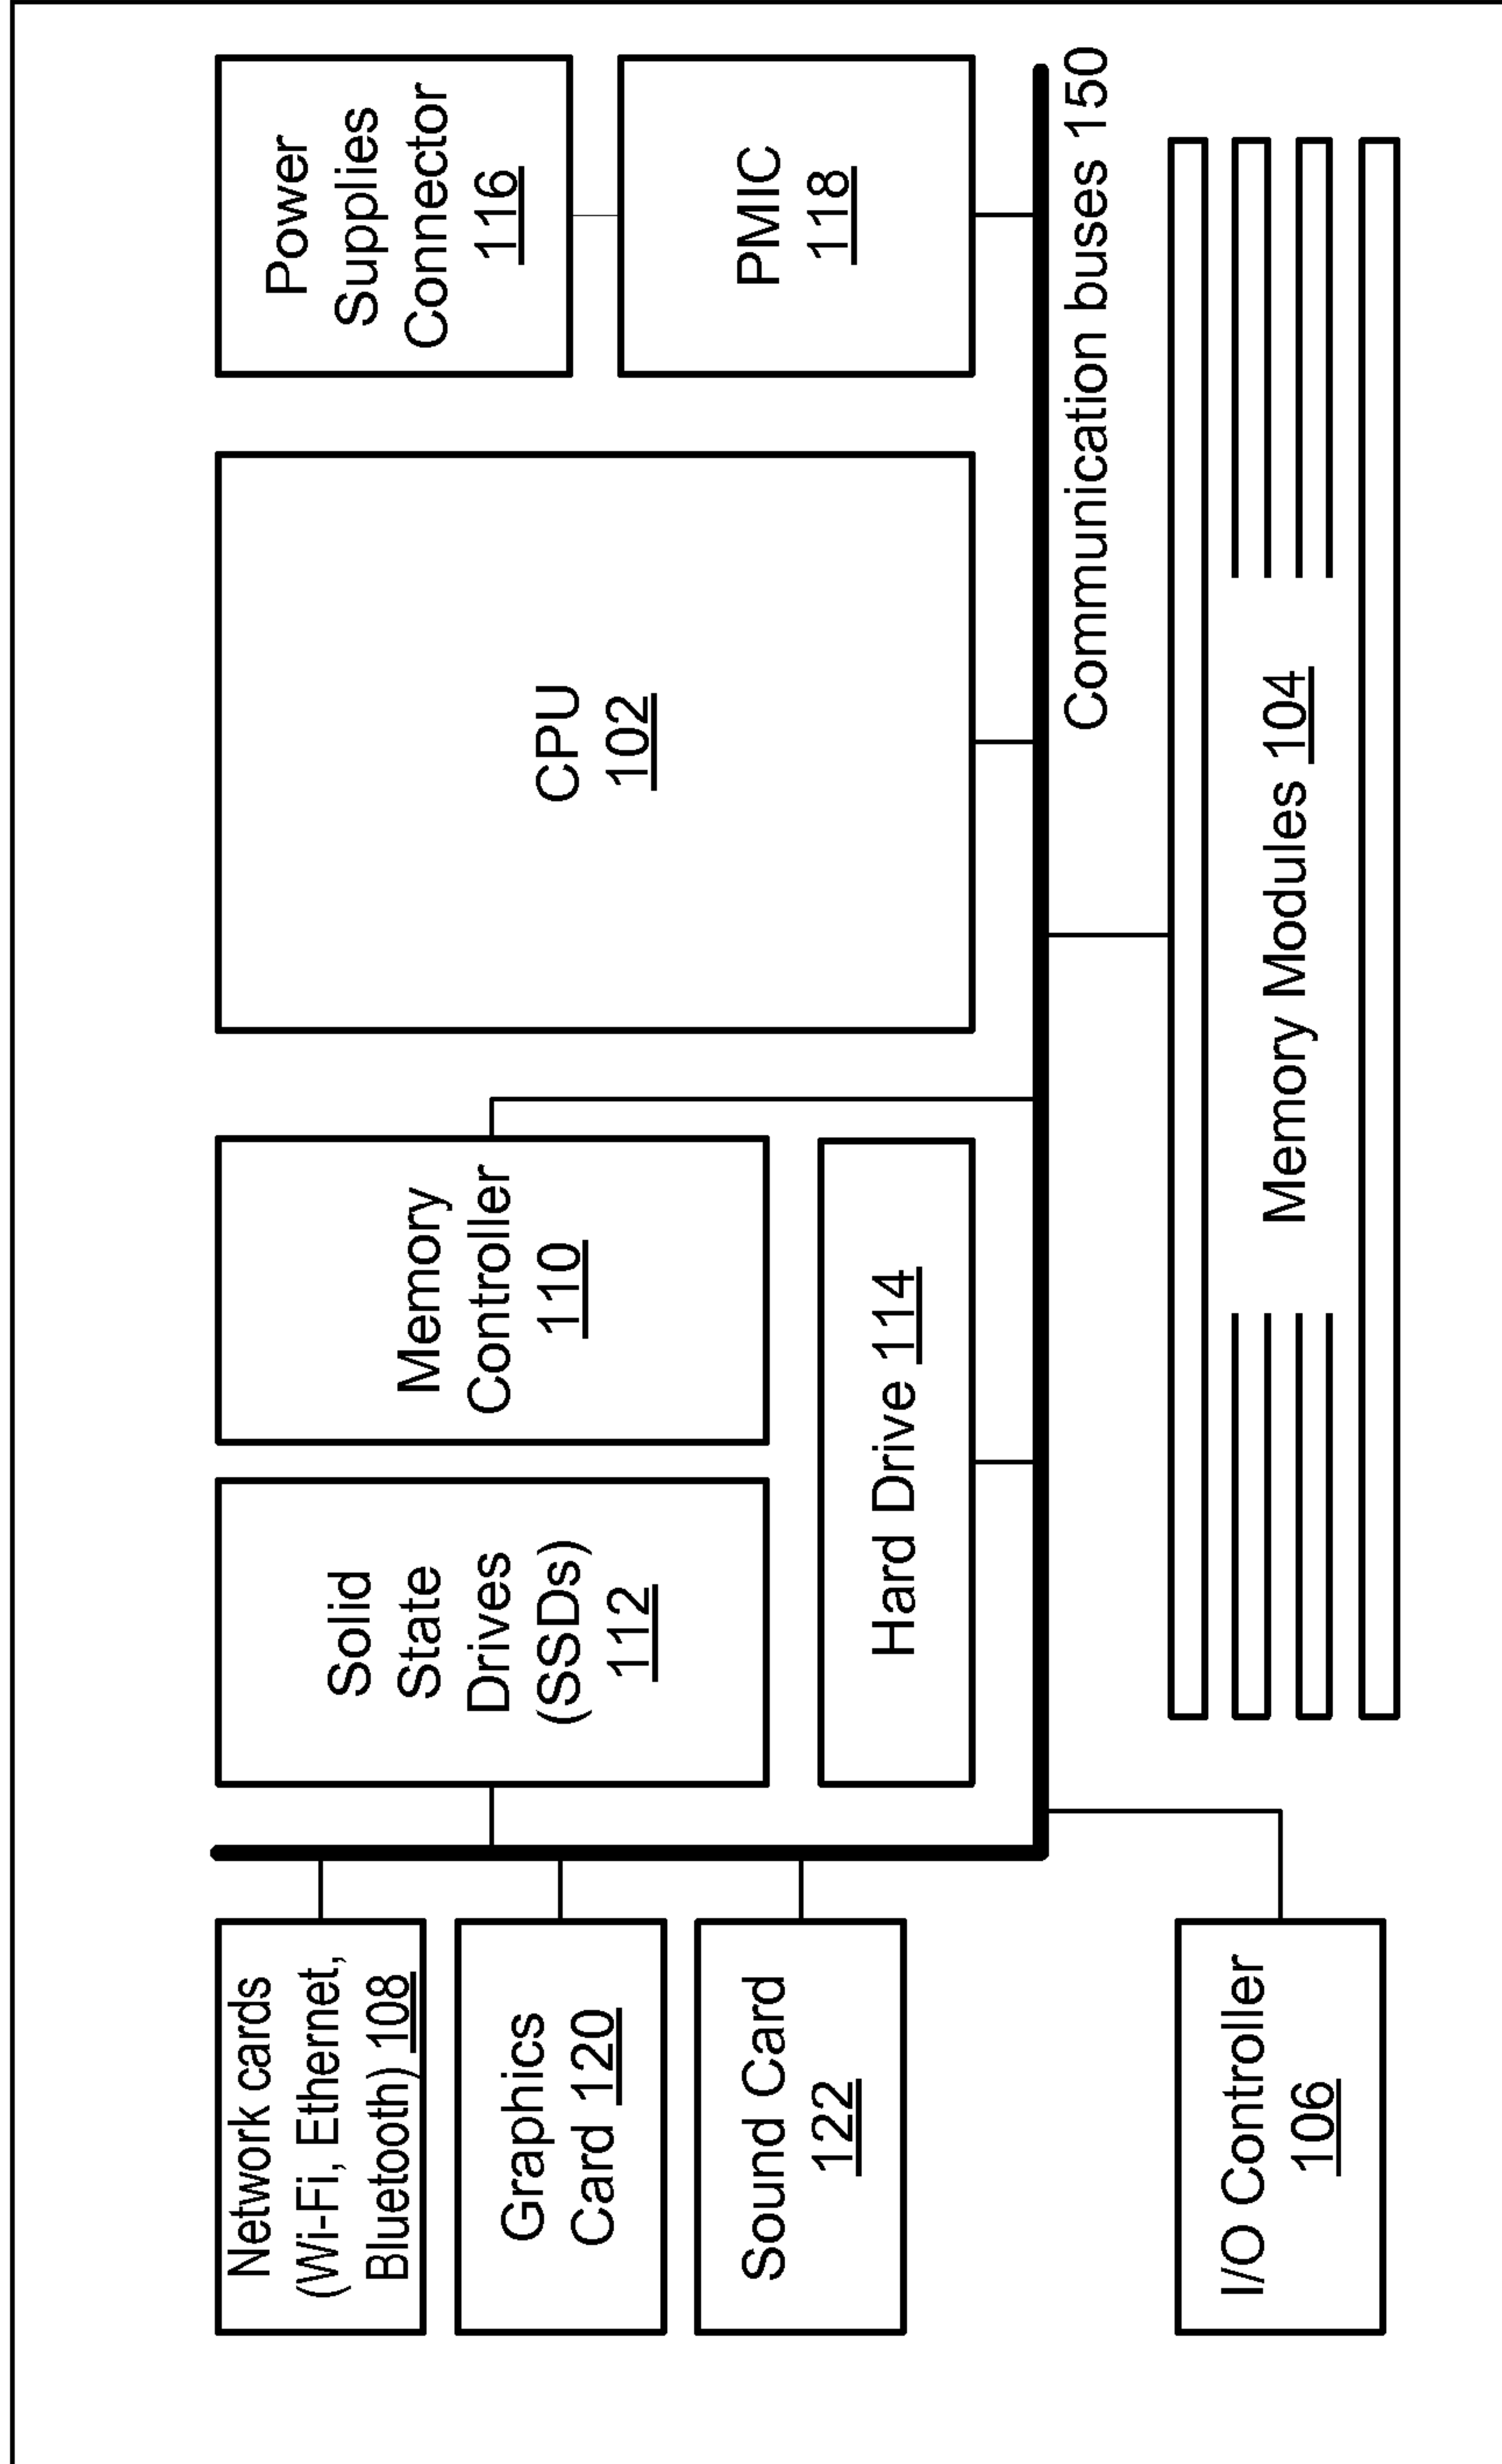 Network cards
(Wi-Fi, Ethernet,
Bluetooth) 108
Graphics
Card 120
Sound Card
122
I/O Controller
106
Solid
State
Drives
(SSDs)
112
Memory
Controller
110
Hard Drive 114
CPU
102
Power
Supplies
Connector
116
PMIC
118
Communication buses 150
Memory Modules 104